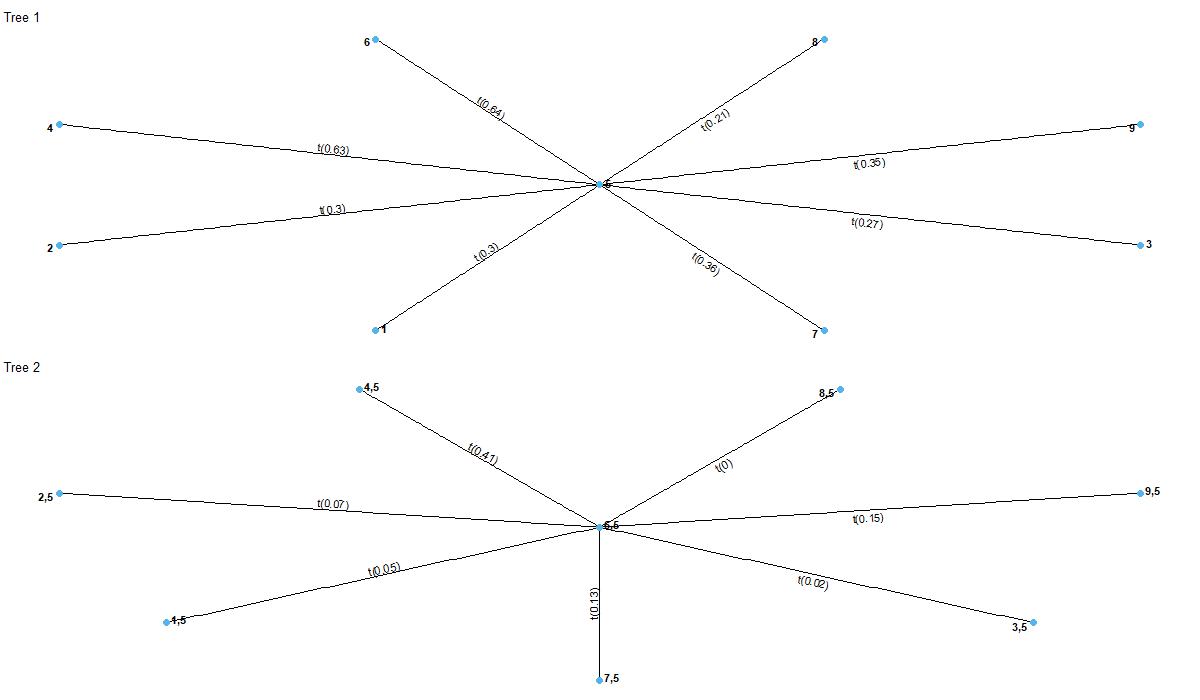 Tree 1
6
8
t(0.64)
t(0.21)
4
9
t(0.63)
t(0.35)
5
t(0.3)
t(0.27)
2
3
t(0.3)
t(0.36)
1
7
Tree 2
4,5
8,5
t(0.41)
t(0)
2,5
9,5
t(0.07)
t(0.15)
t(0.05)
t(0.02)
t(0.13)
1,5
3,5
7,5